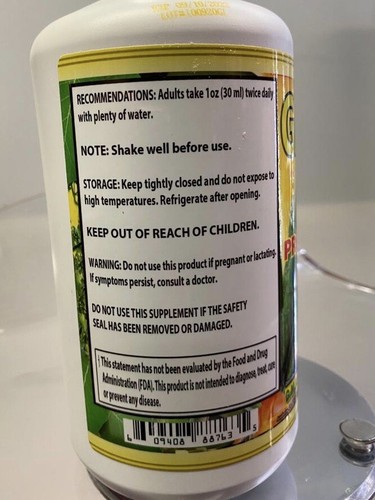 RECOMMENDATIONS: Adults take 1oz (30 ml) twice daily
with plenty of water.
NOTE: Shake well before use.
STORAGE: Keep tightly closed and do not expose to
high temperatures. Refrigerate after opening.
KEEP OUT OF REACH OF CHILDREN.
WARNING: Do not use this product if pregnant or lactating.
If symptoms persist, consult a doctor.
DO NOT USE THIS SUPPLEMENT IF THE SAFETY
SEAL HAS BEEN REMOVED OR DAMAGED.
This statement has not been evaluated by the Food and Drug
Administration (FDA). This product is not intended to diagnose, treat, cure
or prevent any disease.
6 09408 88763 5